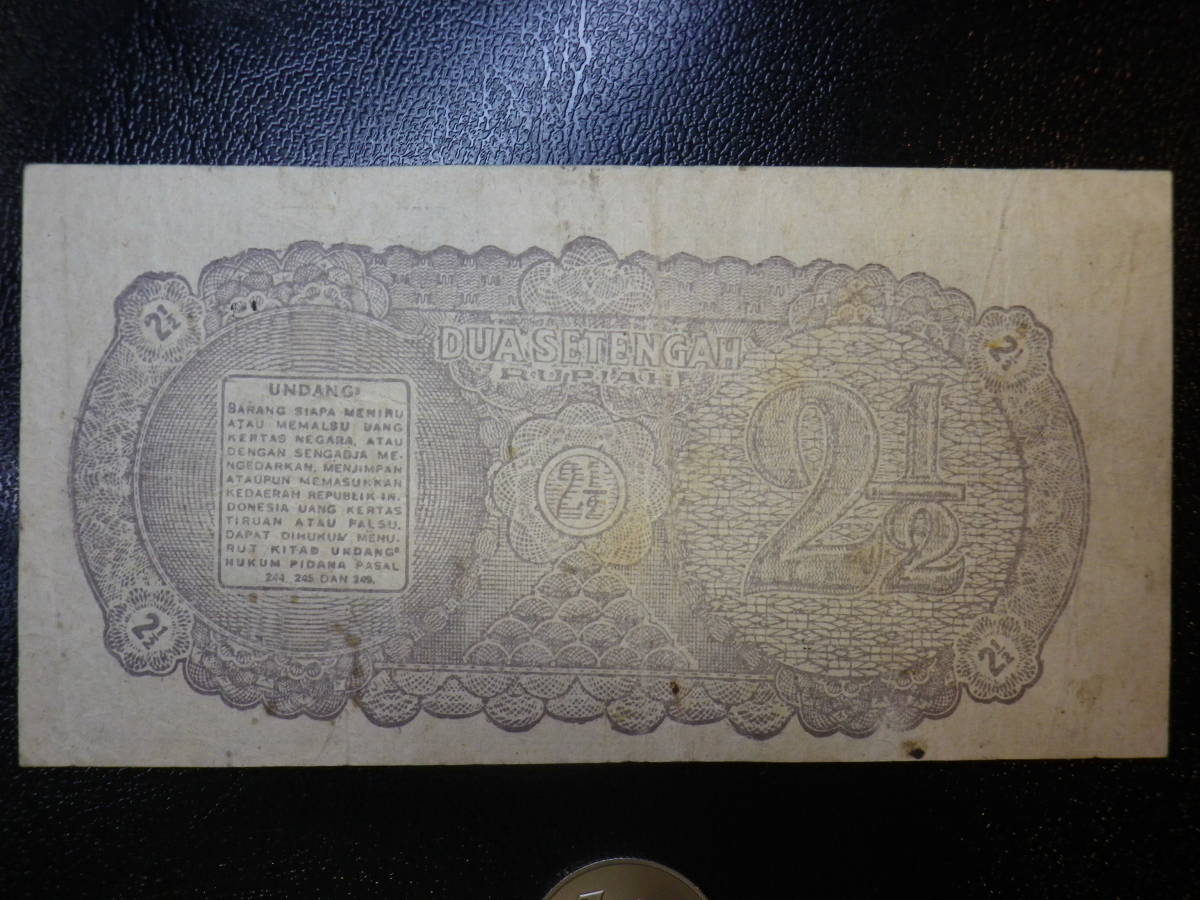 2½
2½
DUA SETENGAH
RUPIAH
UNDANG²
BARANG SIAPA MENIRU
ATAU MEMALSU UANG
KERTAS NEGARA, ATAU
DENGAN SENGADJA ME-
NGEDARKAN, MENJIMPAN
ATAUPUN MEMASUKKAN
KEDAERAH REPUBLIK IN-
DONESIA UANG KERTAS
TIRUAN ATAU PALSU,
DAPAT DIHUKUM MENU-
RUT KITAB UNDANG²
HUKUM PIDANA PASAL
244, 245 DAN 249.
2½
2½
2½
2½